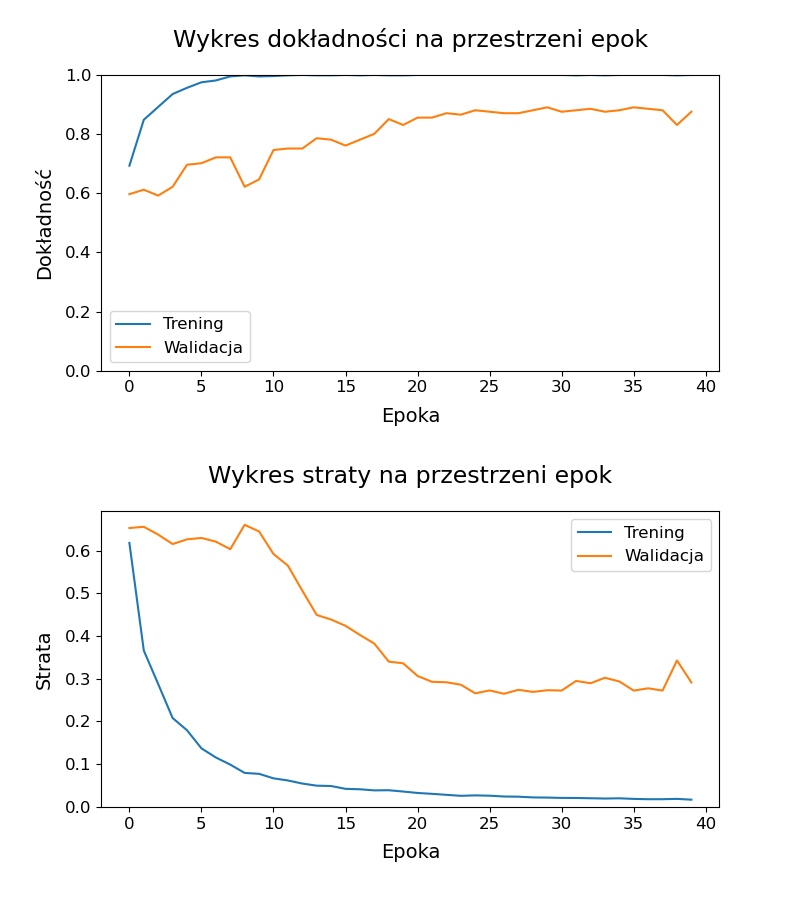 Wykres dokładności na przestrzeni epok
1.0
0.8
0.6
0.4
0.2
0.0
Dokładność
Trening
Walidacja
0 5 10 15 20 25 30 35 40
Epoka
Wykres straty na przestrzeni epok
0.6
0.5
0.4
0.3
0.2
0.1
0.0
Strata
Trening
Walidacja
0 5 10 15 20 25 30 35 40
Epoka